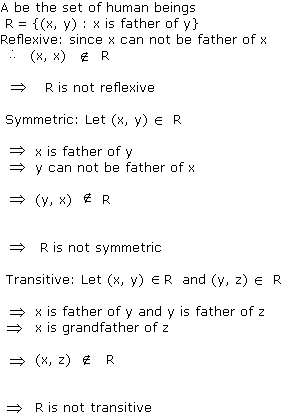 A be the set of human beings
R = {(x, y) : x is father of y}
Reflexive: since x can not be father of x
∴ (x, x) ∉ R
⇒ R is not reflexive
Symmetric: Let (x, y) ∈ R
⇒ x is father of y
⇒ y can not be father of x
⇒ (y, x) ∉ R
⇒ R is not symmetric
Transitive: Let (x, y) ∈ R and (y, z) ∈ R
⇒ x is father of y and y is father of z
⇒ x is grandfather of z
⇒ (x, z) ∉ R
⇒ R is not transitive